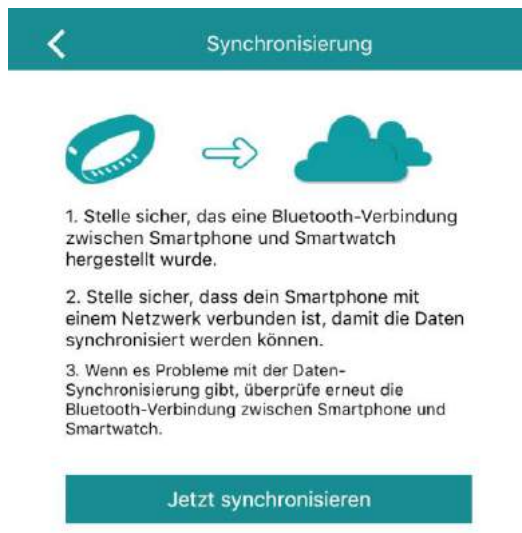 Synchronisierung
1. Stelle sicher, das eine Bluetooth-Verbindung
zwischen Smartphone und Smartwatch
hergestellt wurde.
2. Stelle sicher, dass dein Smartphone mit
einem Netzwerk verbunden ist, damit die Daten
synchronisiert werden können.
3. Wenn es Probleme mit der Daten-
Synchronisierung gibt, überprüfe erneut die
Bluetooth-Verbindung zwischen Smartphone und
Smartwatch.
Jetzt synchronisieren